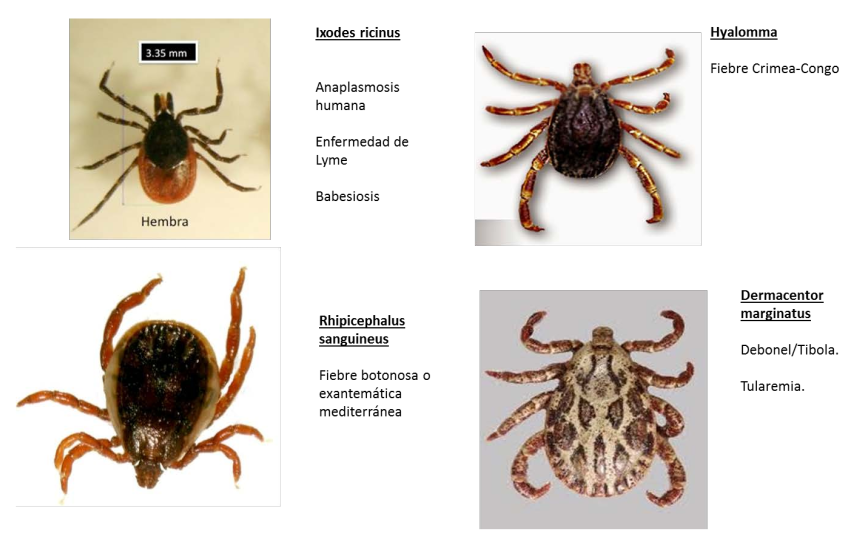 3.35 mm
Hembra
Ixodes ricinus
Anaplasmosis
humana
Enfermedad de
Lyme
Babesiosis
Hyalomma
Fiebre Crimea-Congo
Rhipicephalus
sanguineus
Fiebre botonosa o
exantemática
mediterránea
Dermacentor
marginatus
Debonel/Tibola.
Tularemia.